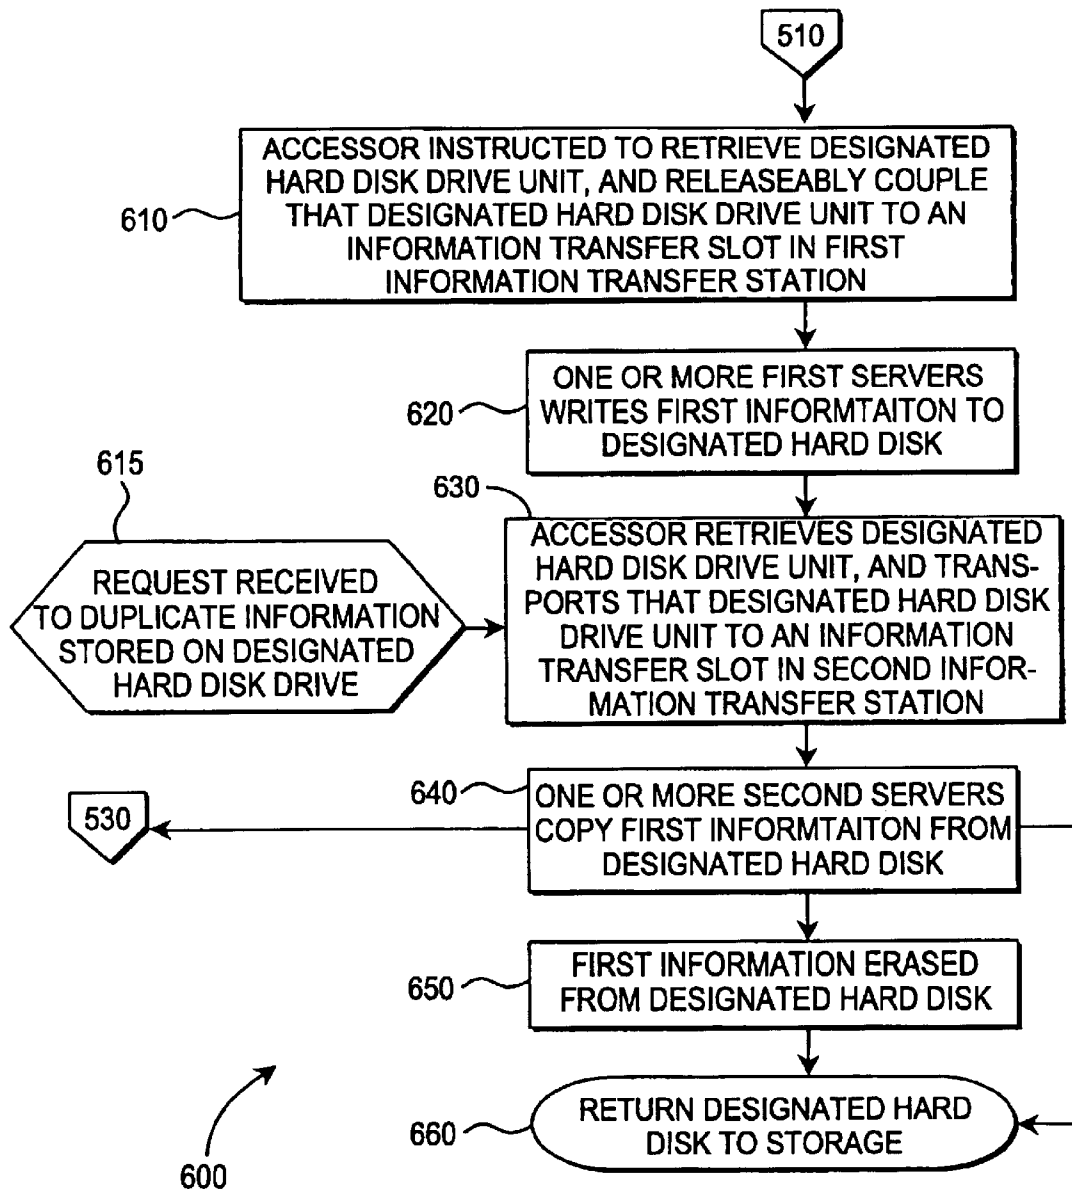 510
ACCESSOR INSTRUCTED TO RETRIEVE DESIGNATED
HARD DISK DRIVE UNIT, AND RELEASEABLY COUPLE
THAT DESIGNATED HARD DISK DRIVE UNIT TO AN
INFORMATION TRANSFER SLOT IN FIRST
INFORMATION TRANSFER STATION
610
ONE OR MORE FIRST SERVERS
WRITES FIRST INFORMTAITON TO
DESIGNATED HARD DISK
620
615
REQUEST RECEIVED
TO DUPLICATE INFORMATION
STORED ON DESIGNATED
HARD DISK DRIVE
630
ACCESSOR RETRIEVES DESIGNATED
HARD DISK DRIVE UNIT, AND TRANS-
PORTS THAT DESIGNATED HARD DISK
DRIVE UNIT TO AN INFORMATION
TRANSFER SLOT IN SECOND INFOR-
MATION TRANSFER STATION
530
640
ONE OR MORE SECOND SERVERS
COPY FIRST INFORMTAITON FROM
DESIGNATED HARD DISK
650
FIRST INFORMATION ERASED
FROM DESIGNATED HARD DISK
660
RETURN DESIGNATED HARD
DISK TO STORAGE
600